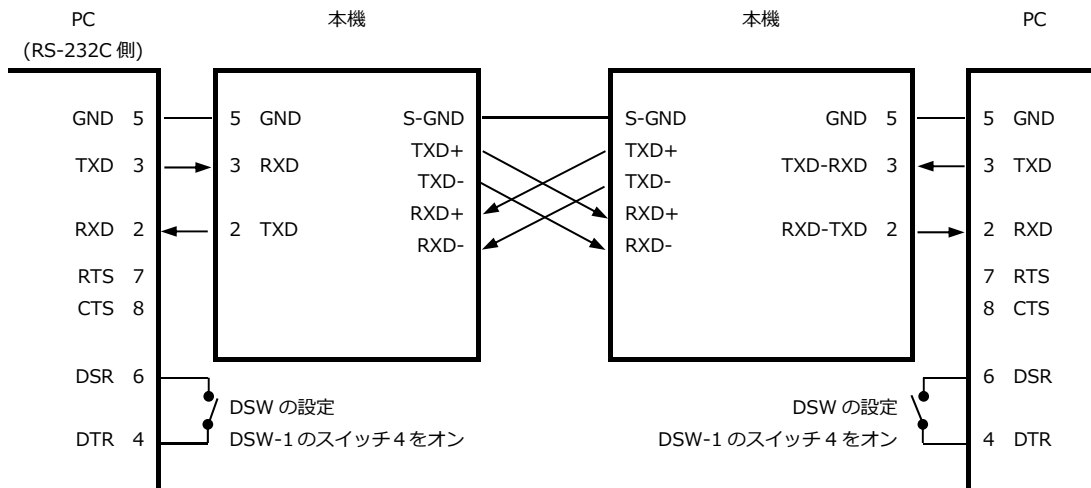 PC 本機 本機 PC
(RS-232C 側)
GND 5 5 GND S-GND S-GND GND 5 5 GND
TXD+ TXD+
TXD 3 3 RXD TXD-RXD 3 3 TXD
TXD- TXD-
RXD+ RXD+
RXD 2 2 TXD RXD-TXD 2 2 RXD
RXD- RXD-
RTS 7 7 RTS
CTS 8 8 CTS
DSR 6 6 DSR
DSW の設定 DSW の設定
DTR 4 DSW-1のスイッチ4をオン DSW-1のスイッチ4をオン 4 DTR